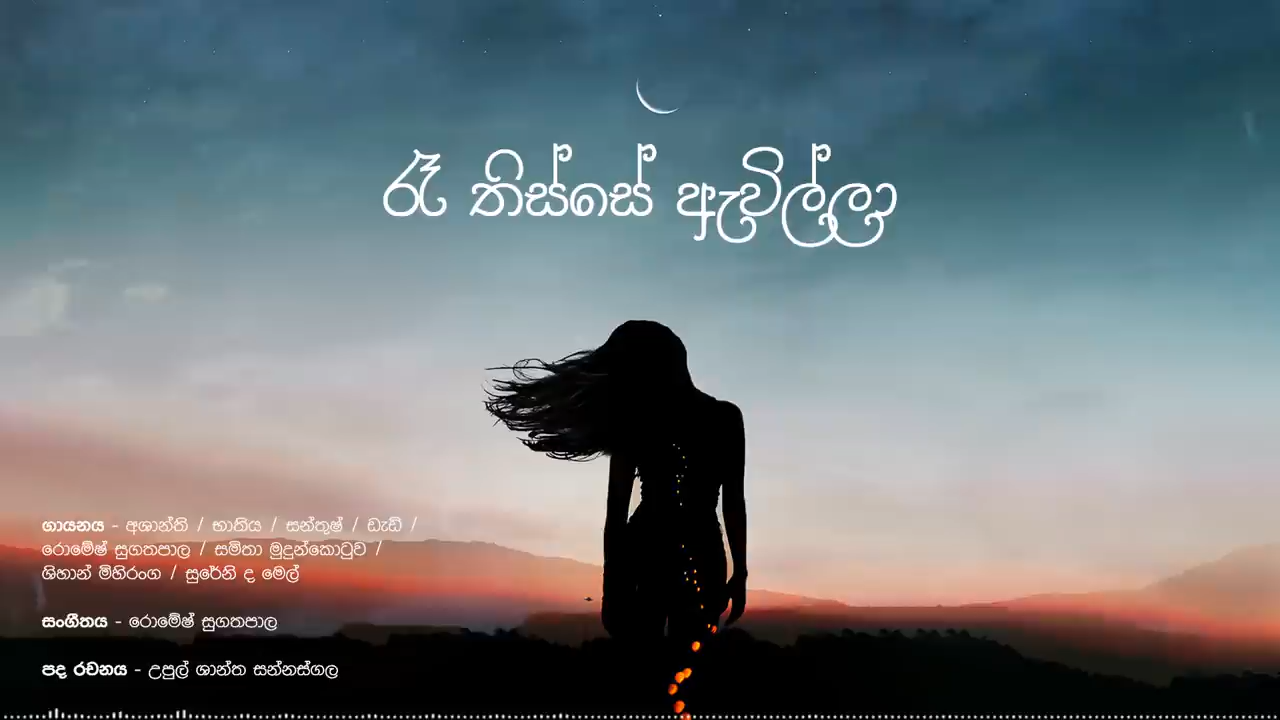 රෑ තිස්සේ ඇවිල්ලා
ගායනය - අශාන්ති / භාතිය / සන්තුෂ් / ඩැඩී /
රොමේෂ් සුගතපාල / සමිතා මුදුන්කොටුව /
ශිහාන් මිහිරංග / සුරේනි ද මෙල්
සංගීතය - රොමේෂ් සුගතපාල
පද රචනය - උපුල් ශාන්ත සන්නස්ගල